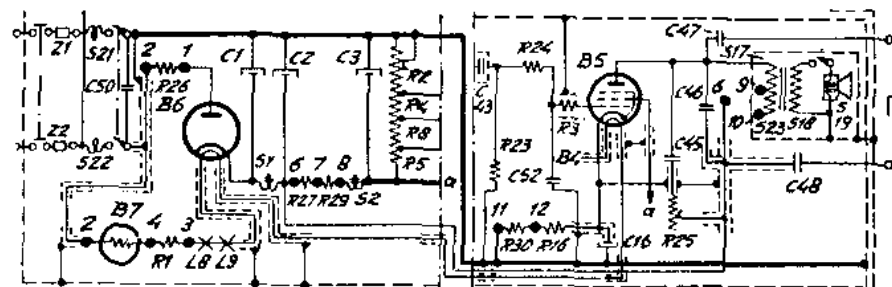 Z1
S21
2
1
C50
R26
B6
C1
C2
C3
R2
R4
R8
R5
Z2
S22
S1
6
7
8
R27
R29
S2
a
B7
2
4
3
R1
L8
L9
C43
R24
B5
R3
R23
C52
B4
11
12
R30
R16
C16
a
C45
R25
C46
C47
S17
6
9
10
S23
S18
S19
C48